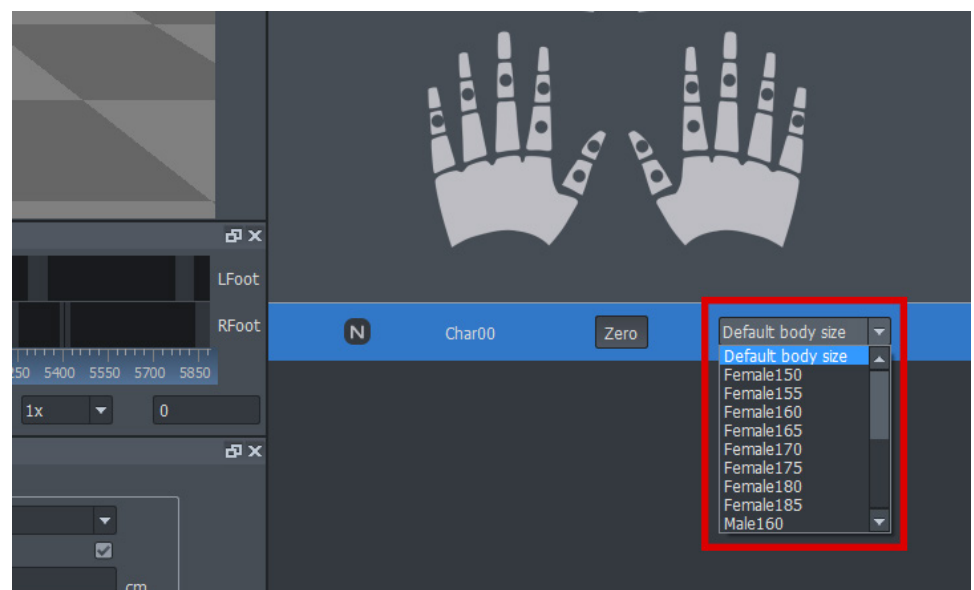 LFoot
RFoot
N
Char00
Zero
Default body size
50 5400 5550 5700 5850
1x
0
Default body size
Female150
Female155
Female160
Female165
Female170
Female175
Female180
Female185
Male160
cm